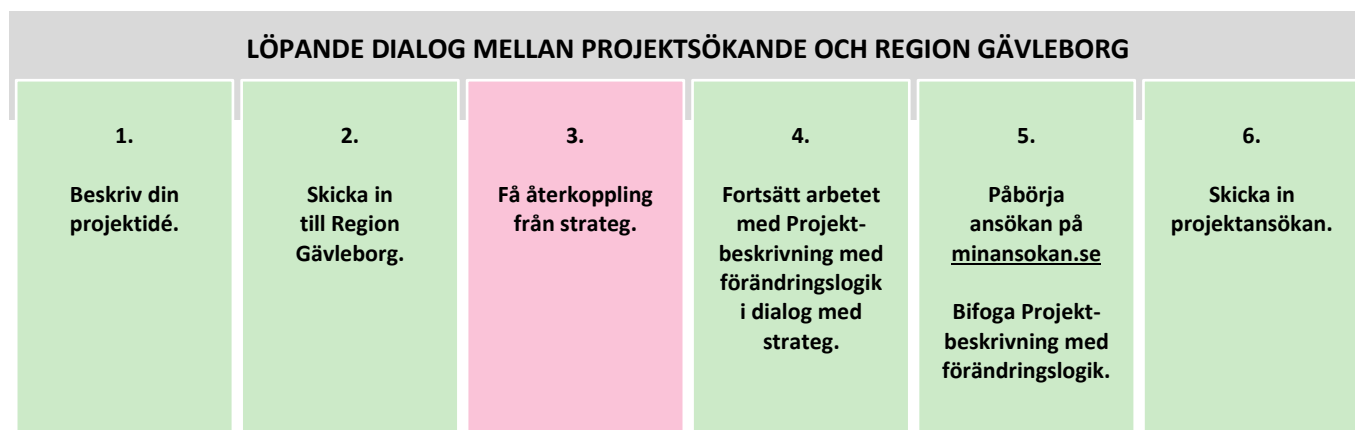 LÖPANDE DIALOG MELLAN PROJEKTSÖKANDE OCH REGION GÄVLEBORG
1.
Beskriv din
projektidé.
2.
Skicka in
till Region
Gävleborg.
3.
Få återkoppling
från strateg.
4.
Fortsätt arbetet
med Projekt-
beskrivning med
förändringslogik
i dialog med
strateg.
5.
Påbörja
ansökan på
minansokan.se
Bifoga Projekt-
beskrivning med
förändringslogik.
6.
Skicka in
projektansökan.